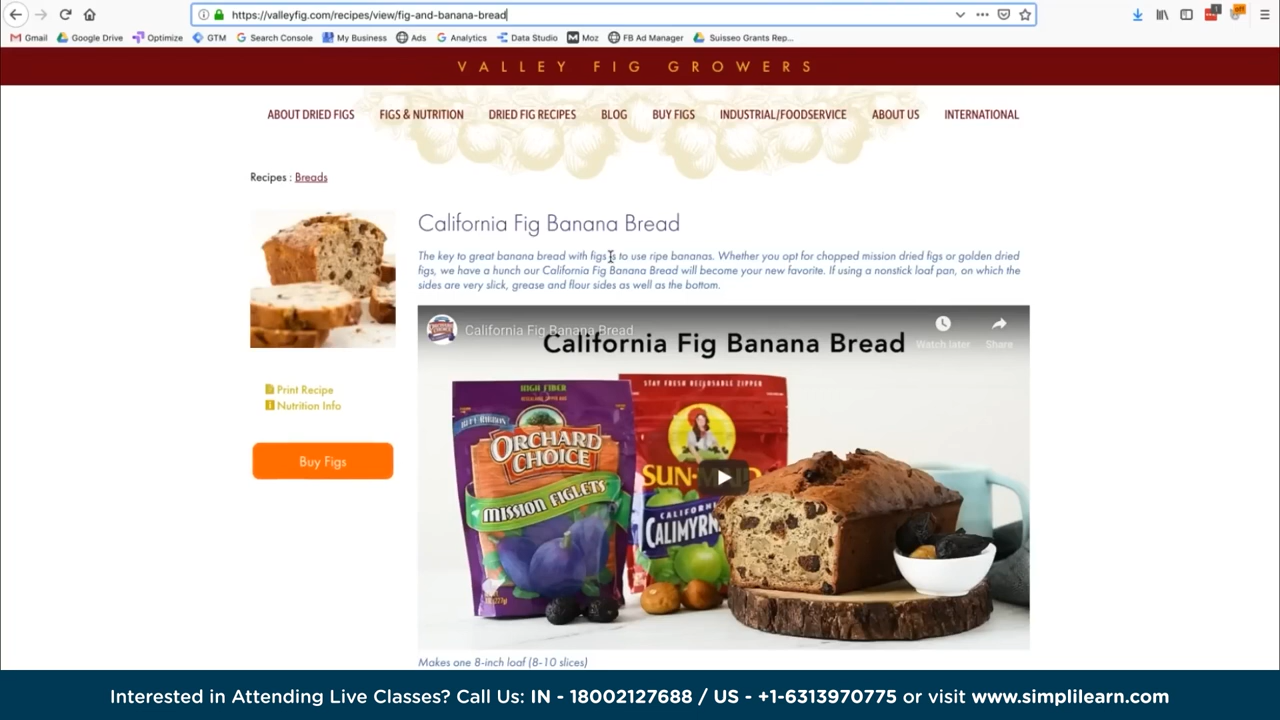 https://valleyfig.com/recipes/view/fig-and-banana-bread
Gmail Google Drive Optimize GTM Search Console My Business Ads Analytics Data Studio Moz FB Ad Manager Suisseo Grants Rep...
VALLEY FIG GROWERS
ABOUT DRIED FIGS FIGS & NUTRITION DRIED FIG RECIPES BLOG BUY FIGS INDUSTRIAL/FOODSERVICE ABOUT US INTERNATIONAL
Recipes : Breads
California Fig Banana Bread
The key to great banana bread with figs is to use ripe bananas. Whether you opt for chopped mission dried figs or golden dried
figs, we have a hunch our California Fig Banana Bread will become your new favorite. If using a nonstick loaf pan, on which the
sides are very slick, grease and flour sides as well as the bottom.
California Fig Banana Bread
California Fig Banana Bread
Watch later Share
Print Recipe
Nutrition Info
Buy Figs
HIGH FIBER
ORCHARD
CHOICE
MISSION FIGLETS
STAY FRESH RECLOSABLE ZIPPER
SUN-M
CALIFORN
CALIMYRN
Makes one 8-inch loaf (8-10 slices)
Interested in Attending Live Classes? Call Us: IN - 18002127688 / US - +1-6313970775 or visit www.simplilearn.com